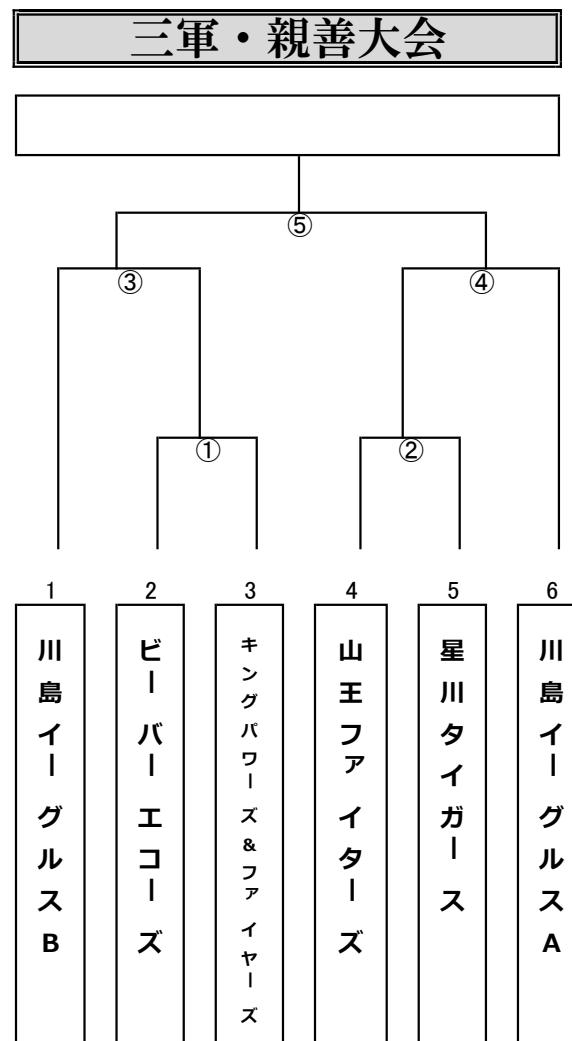 三軍・親善大会
⑤
③
④
①
②
1
2
3
4
5
6
川島イーグルスB
ビーバーエコーズ
キングパワーズ&ファイヤーズ
山王ファイターズ
星川タイガース
川島イーグルスA